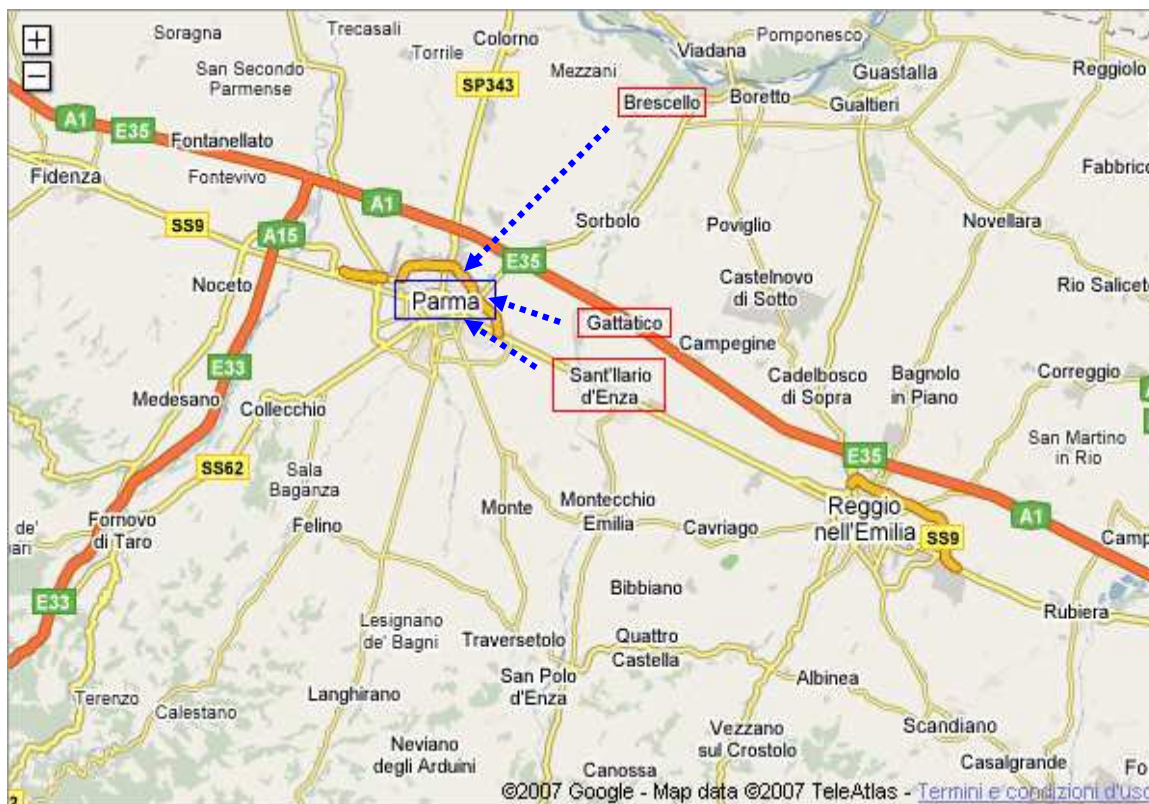 +
−
Soragna
Trecasali
Torrile
Colorno
Viadana
Pomponesco
San Secondo
Parmense
SP343
Mezzani
Guastalla
Reggiolo
Brescello
Boretto
Gualtieri
A1
E35
Fontanellato
Fidenza
Fontevivo
Fabbrico
A1
SS9
A15
Sorbolo
Poviglio
Novellara
E35
Noceto
Castelnovo
di Sotto
Rio Saliceto
Parma
Gattatico
Campegine
E33
Sant'Ilario
d'Enza
Cadelbosco
di Sopra
Bagnolo
in Piano
Correggio
Medesano
Collecchio
San Martino
in Rio
SS62
Sala
Baganza
E35
Monte
Montecchio
Emilia
Reggio
nell'Emilia
A1
de'
ari
Fornovo
di Taro
Felino
Cavriago
SS9
Camp
Bibbiano
E33
Rubiera
Lesignano
de' Bagni
Traversetolo
Quattro
Castella
San Polo
d'Enza
Albinea
Terenzo
Langhirano
Calestano
Vezzano
sul Crostolo
Scandiano
Neviano
degli Arduini
Canossa
Casalgrande
Fo
2
©2007 Google - Map data ©2007 TeleAtlas - Termini e condizioni d'uso